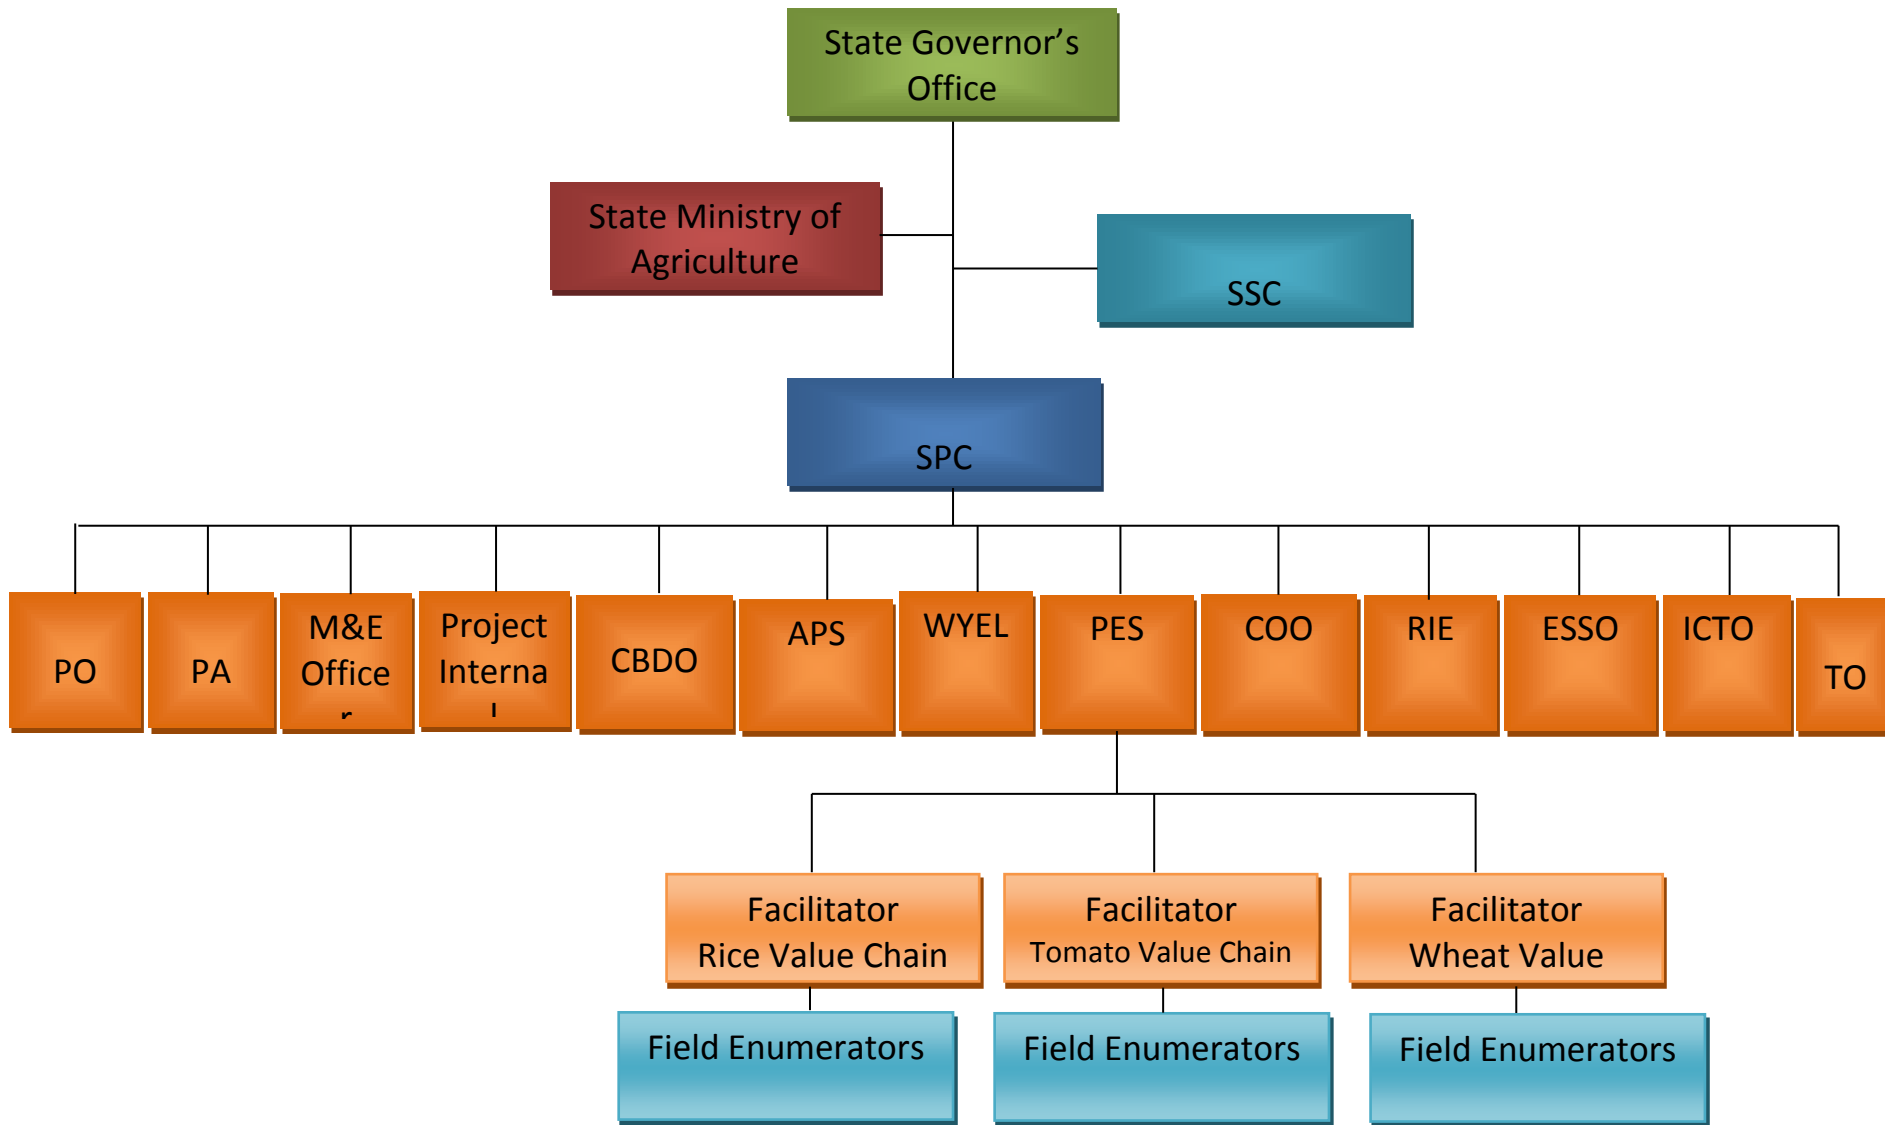 State Governor’s
Office
State Ministry of
Agriculture
SSC
SPC
PO
PA
M&E
Office
r
Project
Interna
l
CBDO
APS
WYEL
PES
COO
RIE
ESSO
ICTO
TO
Facilitator
Rice Value Chain
Facilitator
Tomato Value Chain
Facilitator
Wheat Value
Field Enumerators
Field Enumerators
Field Enumerators